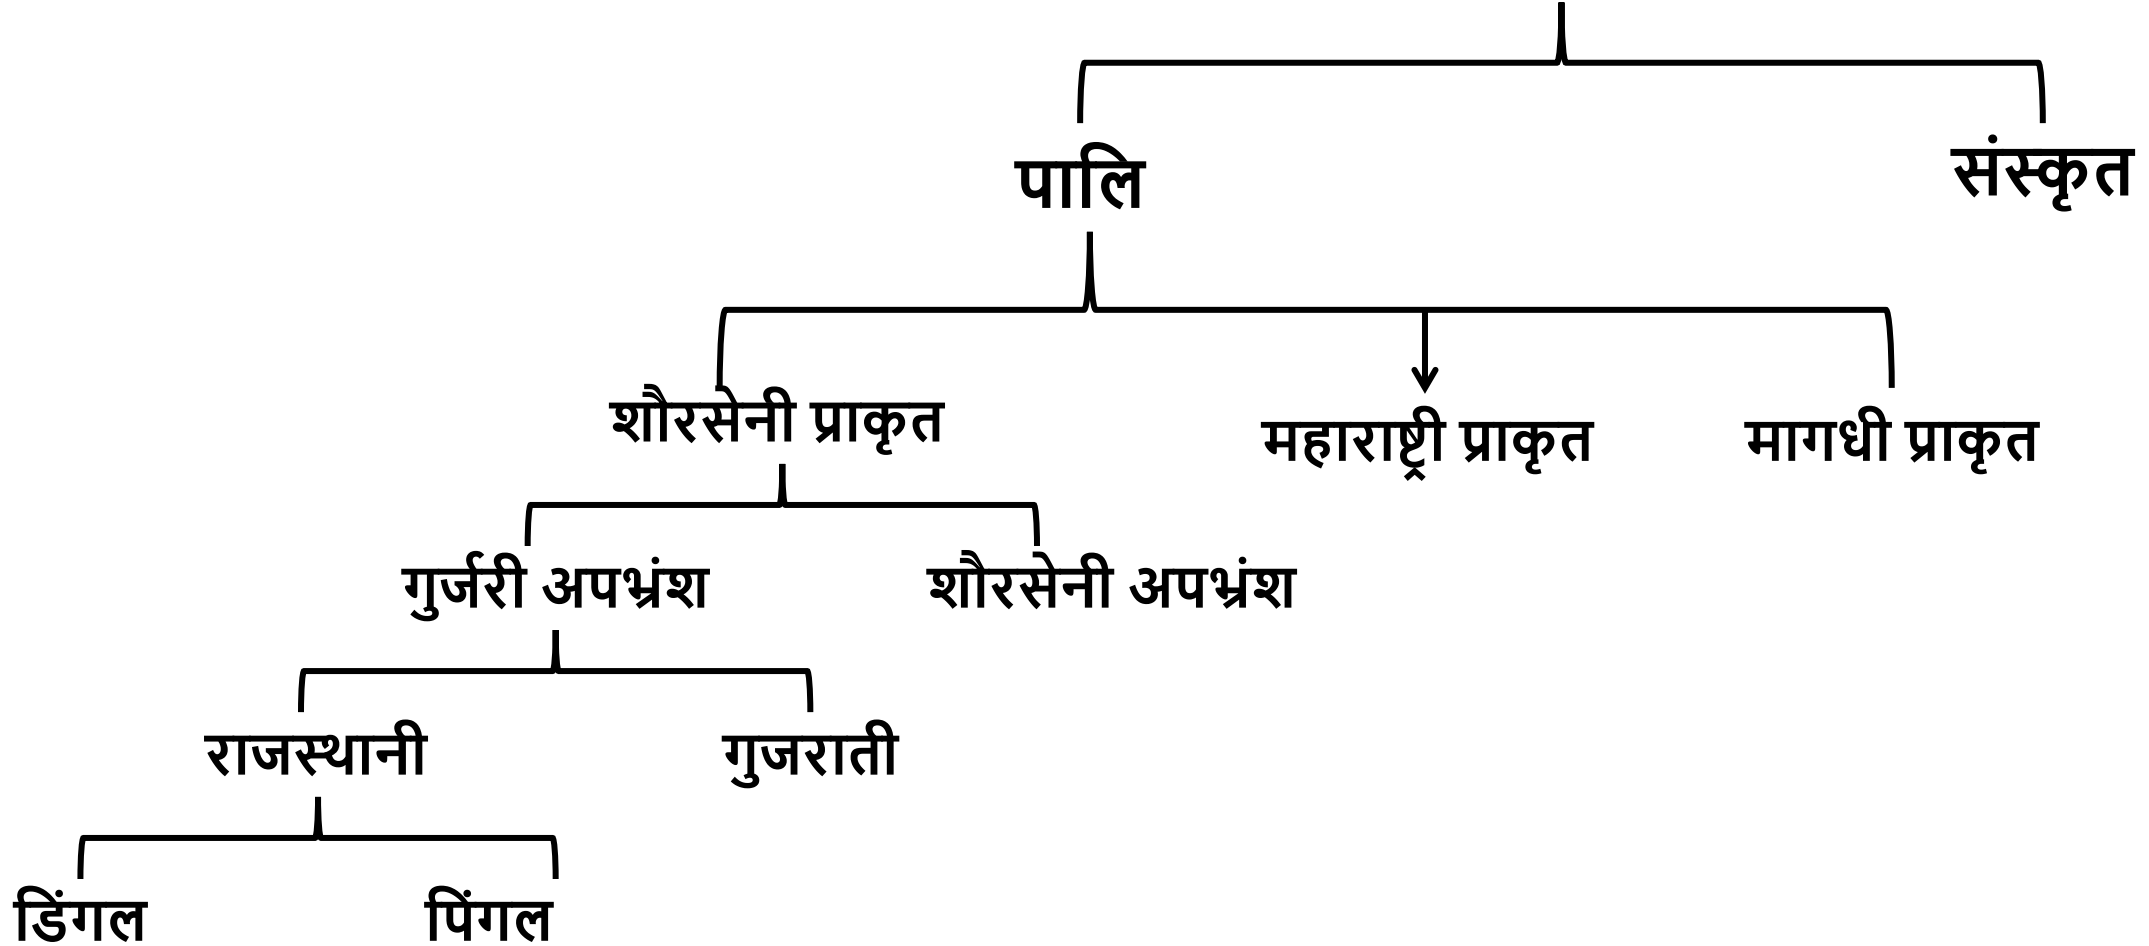 पालि
संस्कृत
शौरसेनी प्राकृत
महाराष्ट्री प्राकृत
मागधी प्राकृत
गुर्जरी अपभ्रंश
शौरसेनी अपभ्रंश
राजस्थानी
गुजराती
डिंगल
पिंगल